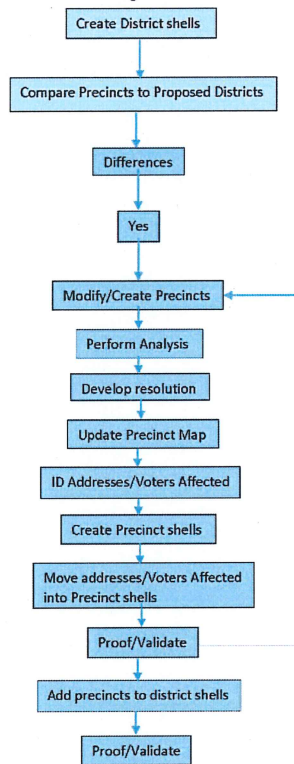 Create District shells
Compare Precincts to Proposed Districts
Differences
Yes
Modify/Create Precincts
Perform Analysis
Develop resolution
Update Precinct Map
ID Addresses/Voters Affected
Create Precinct shells
Move addresses/Voters Affected
into Precinct shells
Proof/Validate
Add precincts to district shells
Proof/Validate